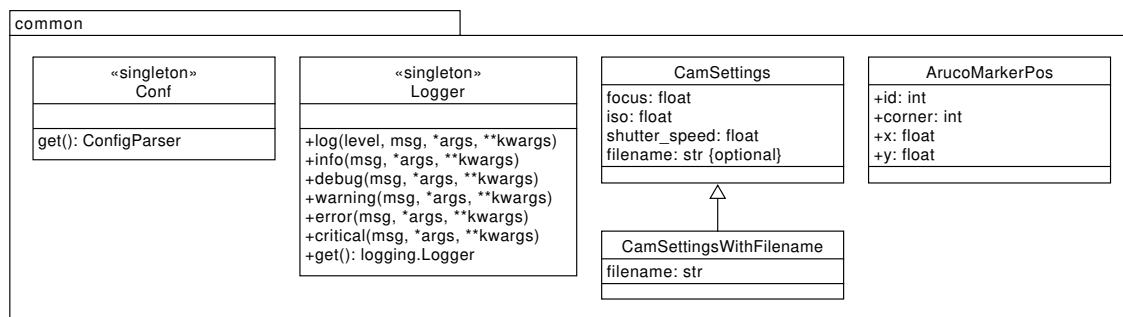 common
«singleton»
Conf
get(): ConfigParser
«singleton»
Logger
+log(level, msg, *args, **kwargs)
+info(msg, *args, **kwargs)
+debug(msg, *args, **kwargs)
+warning(msg, *args, **kwargs)
+error(msg, *args, **kwargs)
+critical(msg, *args, **kwargs)
+get(): logging.Logger
CamSettings
focus: float
iso: float
shutter_speed: float
filename: str {optional}
CamSettingsWithFilename
filename: str
ArucoMarkerPos
+id: int
+corner: int
+x: float
+y: float